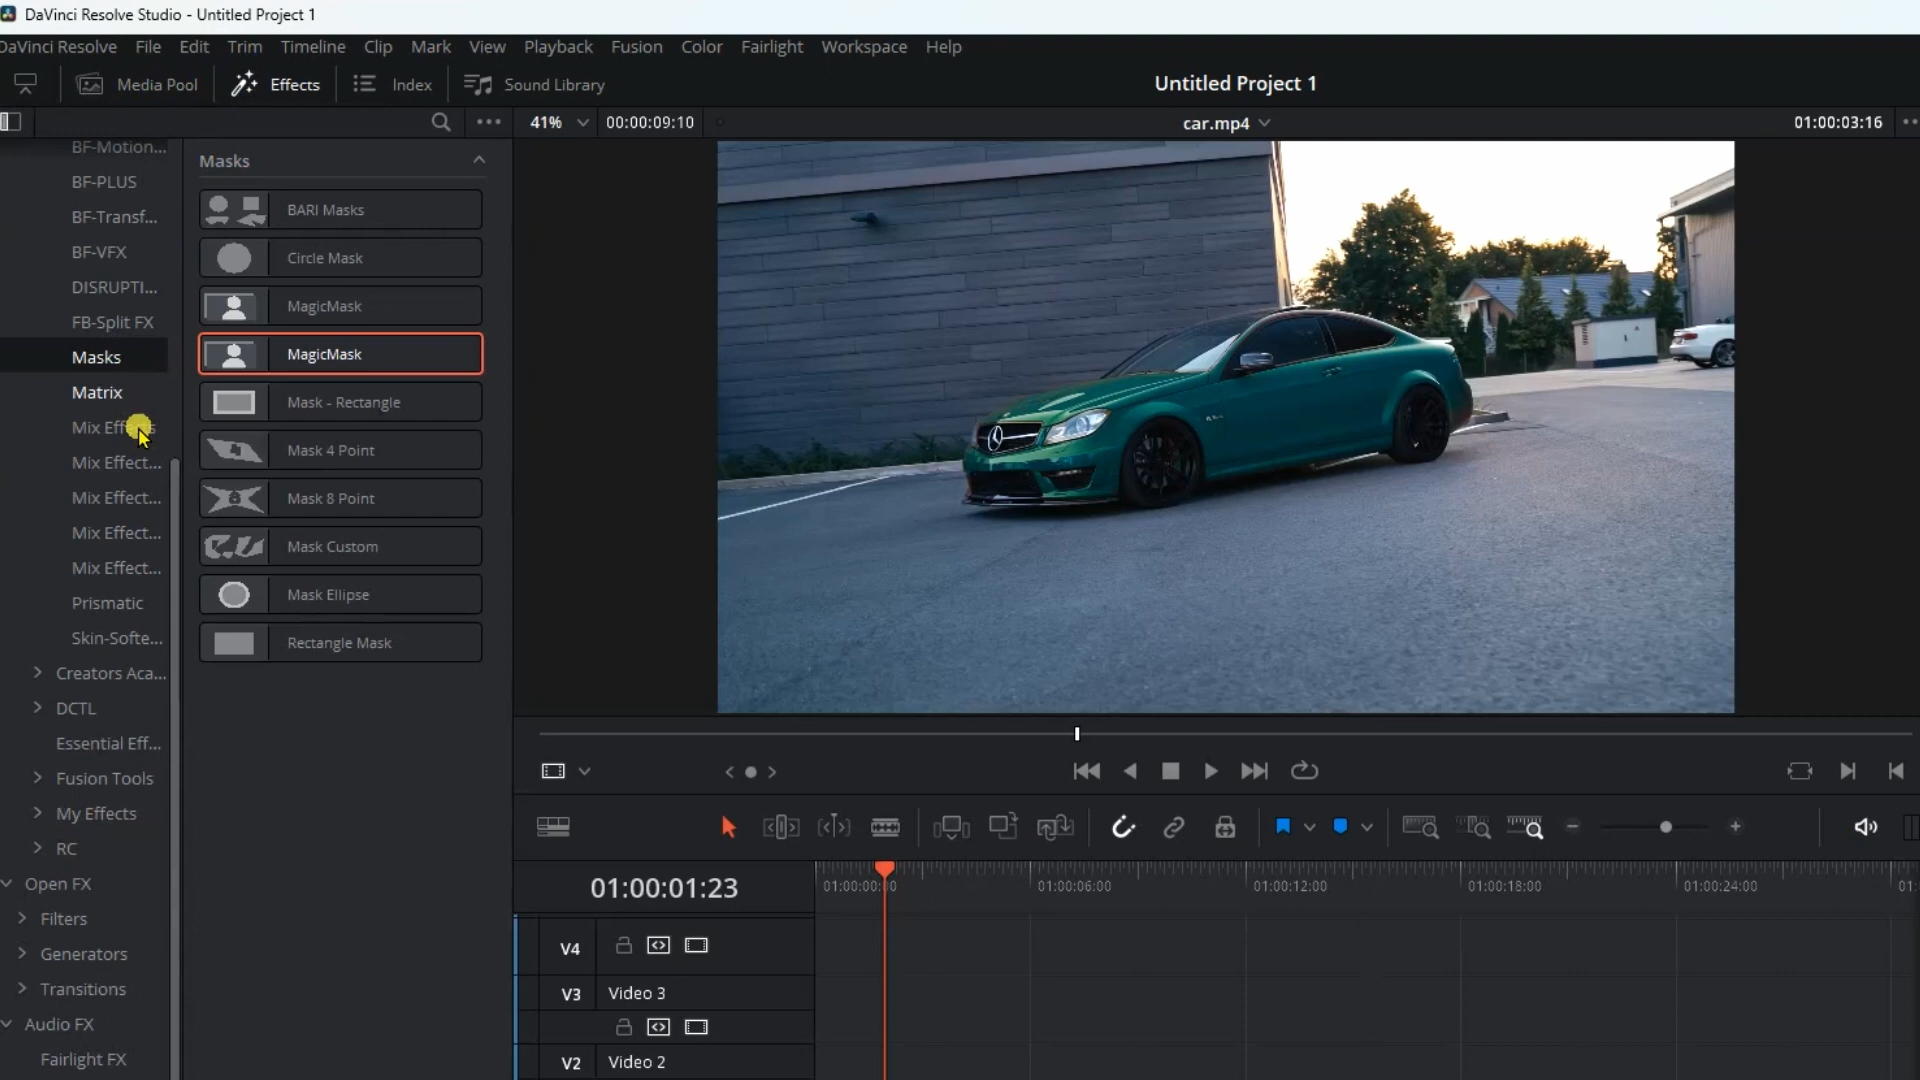 DaVinci Resolve Studio - Untitled Project 1
DaVinci Resolve File Edit Trim Timeline Clip Mark View Playback Fusion Color Fairlight Workspace Help
Media Pool Effects Index Sound Library Untitled Project 1
41% 00:00:09:10 car.mp4 01:00:03:16
BF-Motion...
BF-PLUS
BF-Transf...
BF-VFX
DISRUPTI...
FB-Split FX
Masks
Matrix
Mix Effect...
Mix Effect...
Mix Effect...
Mix Effect...
Prismatic
Skin-Softe...
Creators Aca...
DCTL
Essential Eff...
Fusion Tools
My Effects
RC
Open FX
Filters
Generators
Transitions
Audio FX
Fairlight FX
Masks
BARI Masks
Circle Mask
MagicMask
MagicMask
Mask - Rectangle
Mask 4 Point
Mask 8 Point
Mask Custom
Mask Ellipse
Rectangle Mask
01:00:01:23
01:00:06:00 01:00:12:00 01:00:18:00 01:00:24:00
V4
V3 Video 3
V2 Video 2